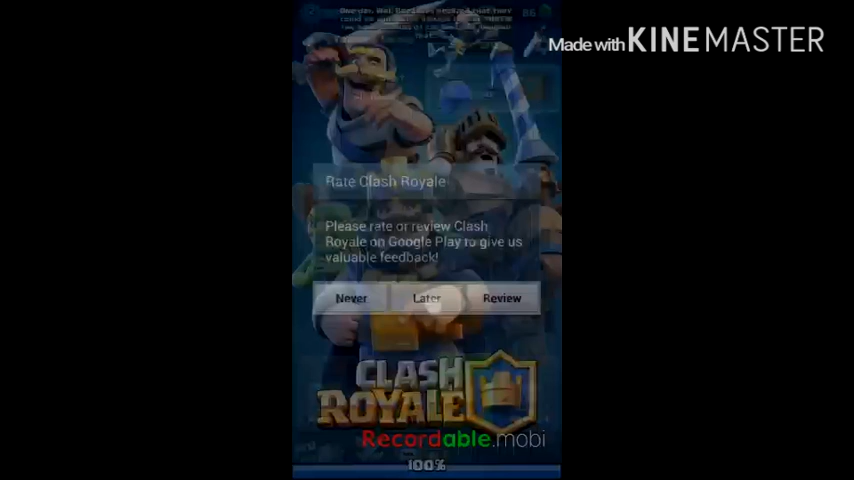 86
Made with KINEMASTER
Rate Clash Royale
Please rate or review Clash
Royale on Google Play to give us
valuable feedback!
Never Later Review
CLASH
ROYALE
Recordable.mobi
100%